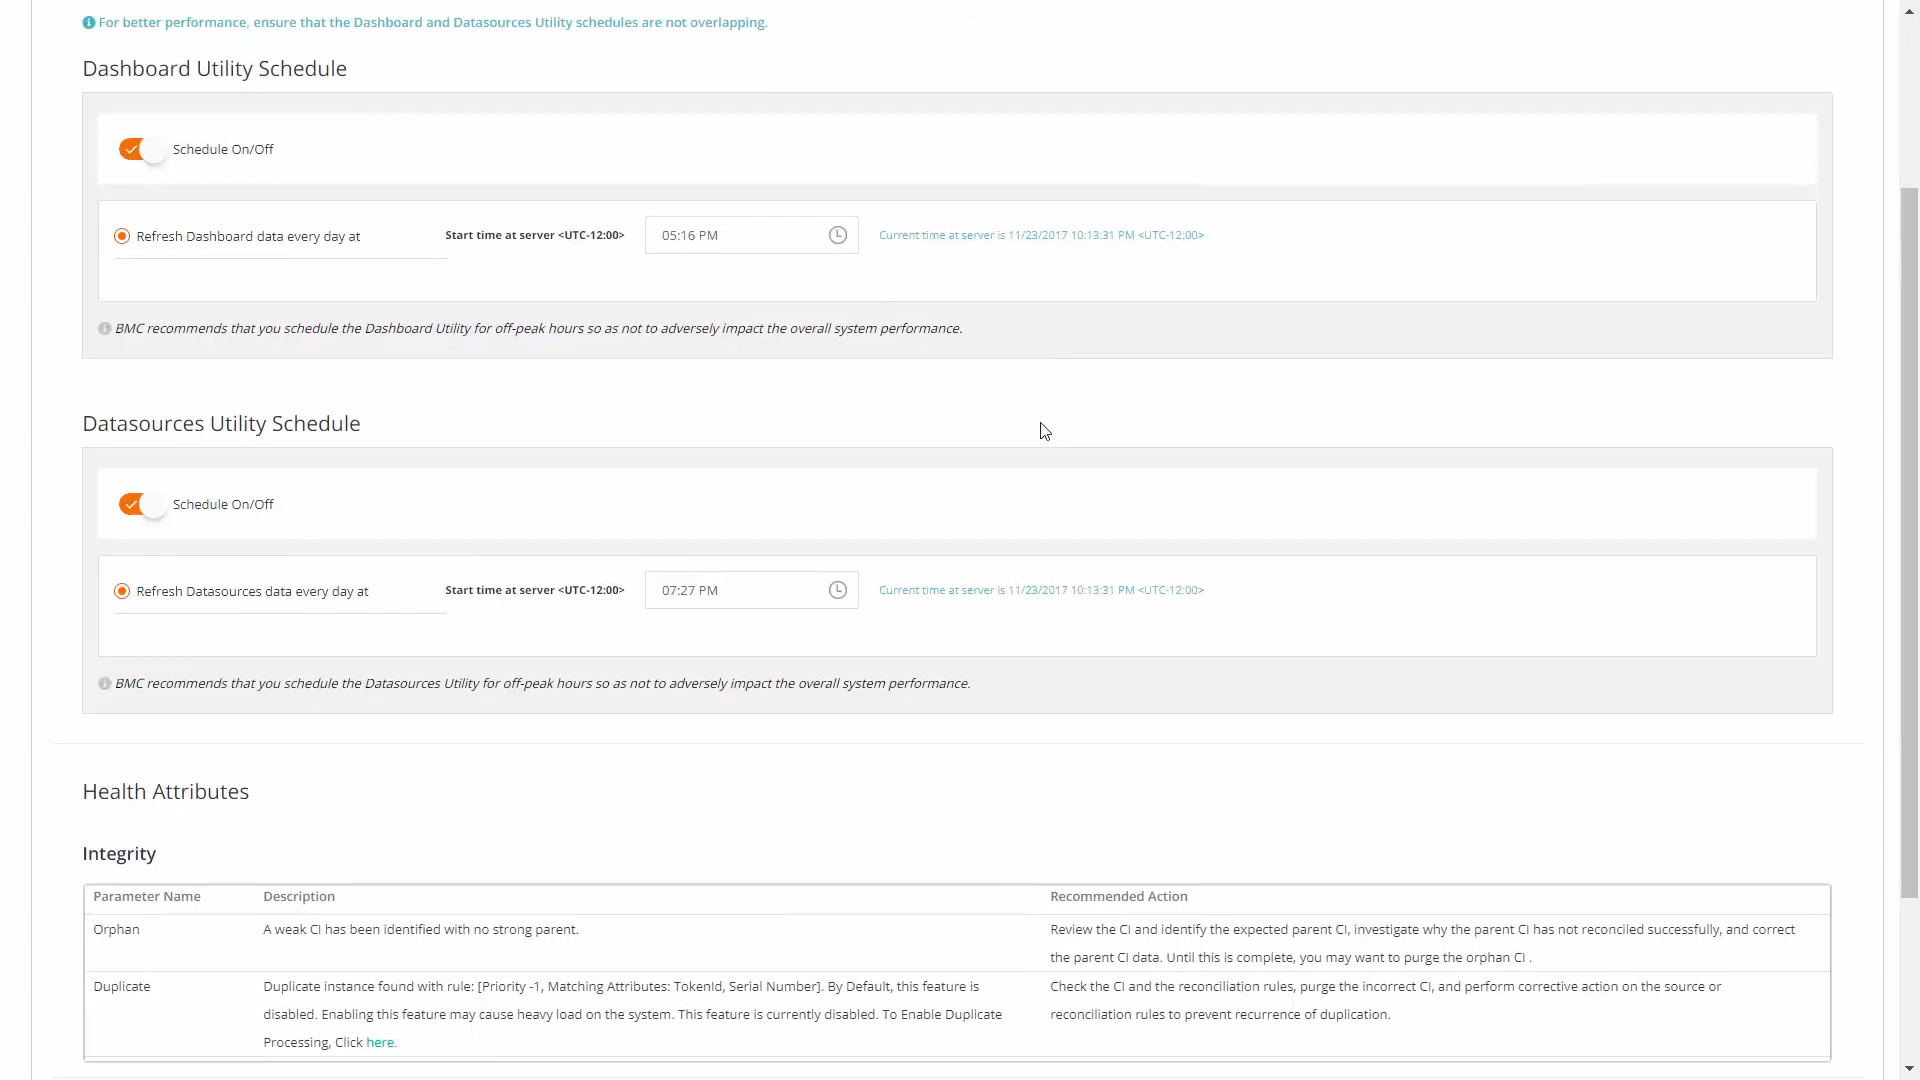 For better performance, ensure that the Dashboard and Datasources Utility schedules are not overlapping.
Dashboard Utility Schedule
Schedule On/Off
Refresh Dashboard data every day at
Start time at server <UTC-12:00>
05:16 PM
Current time at server is 11/23/2017 10:13:31 PM <UTC-12:00>
BMC recommends that you schedule the Dashboard Utility for off-peak hours so as not to adversely impact the overall system performance.
Datasources Utility Schedule
Schedule On/Off
Refresh Datasources data every day at
Start time at server <UTC-12:00>
07:27 PM
Current time at server is 11/23/2017 10:13:31 PM <UTC-12:00>
BMC recommends that you schedule the Datasources Utility for off-peak hours so as not to adversely impact the overall system performance.
Health Attributes
Integrity
Parameter Name
Description
Recommended Action
Orphan
A weak CI has been identified with no strong parent.
Review the CI and identify the expected parent CI, investigate why the parent CI has not reconciled successfully, and correct
the parent CI data. Until this is complete, you may want to purge the orphan CI .
Duplicate
Duplicate instance found with rule: [Priority -1, Matching Attributes: TokenId, Serial Number]. By Default, this feature is
disabled. Enabling this feature may cause heavy load on the system. This feature is currently disabled. To Enable Duplicate
Processing, Click here.
Check the CI and the reconciliation rules, purge the incorrect CI, and perform corrective action on the source or
reconciliation rules to prevent recurrence of duplication.